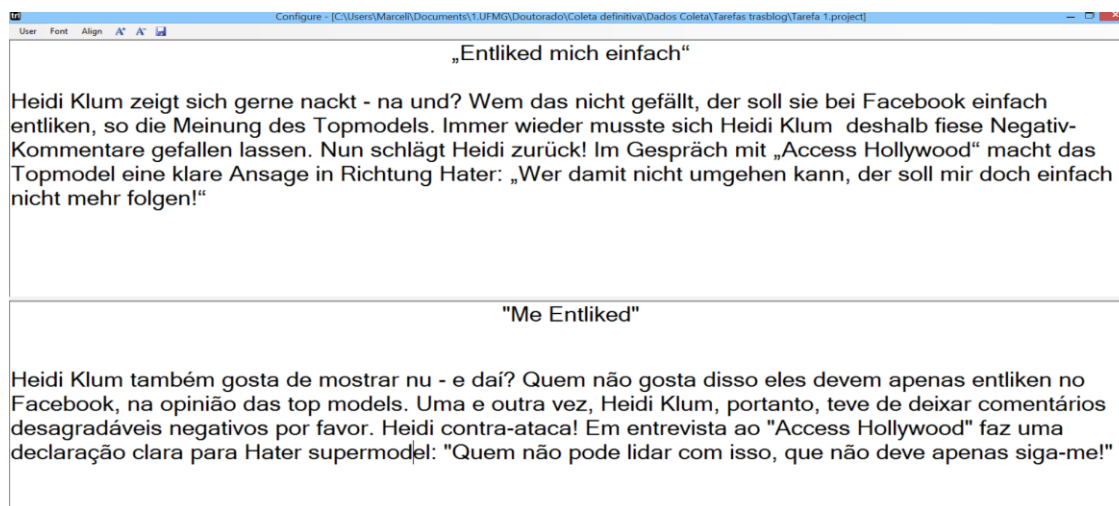 trl Configure - [C:\Users\Marceli\Documents\1.UFMG\Doutorado\Coleta definitiva\Dados Coleta\Tarefas trasblog\Tarefa 1.project]
User Font Align A+ A-
„Entliked mich einfach“
Heidi Klum zeigt sich gerne nackt - na und? Wem das nicht gefällt, der soll sie bei Facebook einfach
entliken, so die Meinung des Topmodels. Immer wieder musste sich Heidi Klum deshalb fiese Negativ-
Kommentare gefallen lassen. Nun schlägt Heidi zurück! Im Gespräch mit „Access Hollywood“ macht das
Topmodel eine klare Ansage in Richtung Hater: „Wer damit nicht umgehen kann, der soll mir doch einfach
nicht mehr folgen!“
"Me Entliked"
Heidi Klum também gosta de mostrar nu - e daí? Quem não gosta disso eles devem apenas entliken no
Facebook, na opinião das top models. Uma e outra vez, Heidi Klum, portanto, teve de deixar comentários
desagradáveis negativos por favor. Heidi contra-ataca! Em entrevista ao "Access Hollywood" faz uma
declaração clara para Hater supermodel: "Quem não pode lidar com isso, que não deve apenas siga-me!"